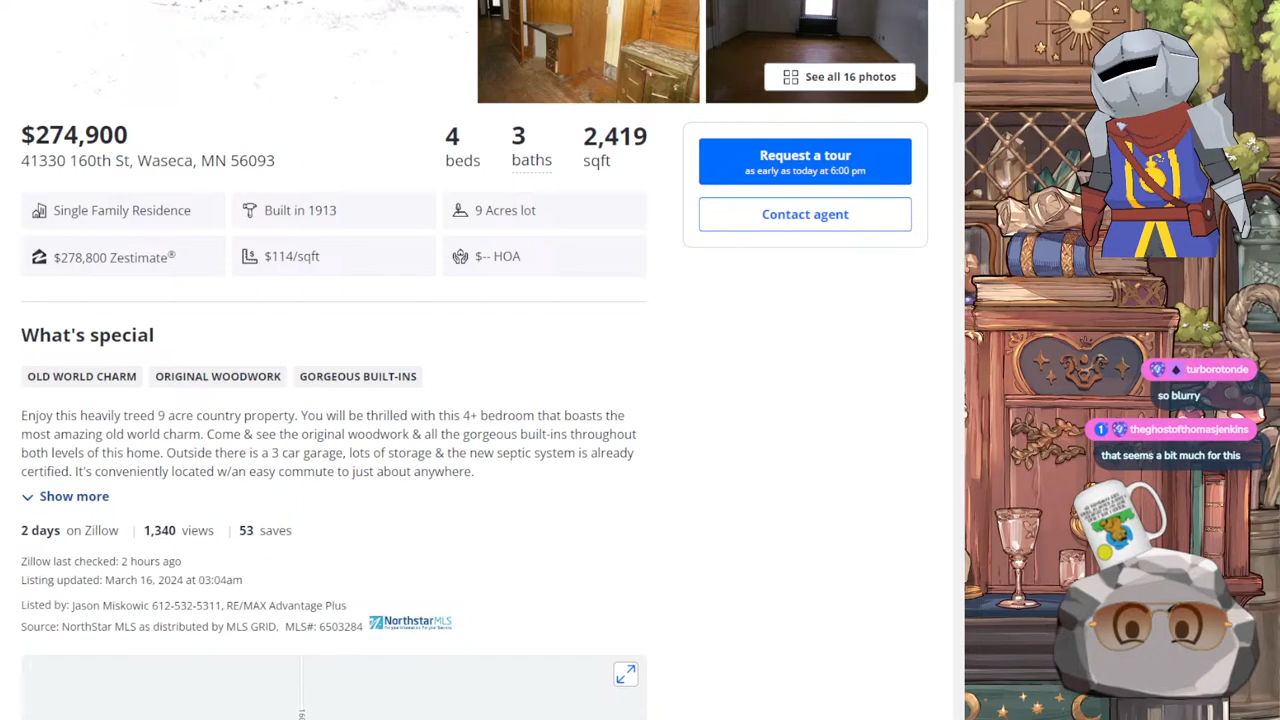 See all 16 photos
$274,900
41330 160th St, Waseca, MN 56093
4
beds
3
baths
2,419
sqft
Request a tour
as early as today at 6:00 pm
Contact agent
Single Family Residence
Built in 1913
9 Acres lot
$278,800 Zestimate®
$114/sqft
$-- HOA
What's special
OLD WORLD CHARM
ORIGINAL WOODWORK
GORGEOUS BUILT-INS
Enjoy this heavily treed 9 acre country property. You will be thrilled with this 4+ bedroom that boasts the
most amazing old world charm. Come & see the original woodwork & all the gorgeous built-ins throughout
both levels of this home. Outside there is a 3 car garage, lots of storage & the new septic system is already
certified. It's conveniently located w/an easy commute to just about anywhere.
Show more
2 days on Zillow | 1,340 views | 53 saves
Zillow last checked: 2 hours ago
Listing updated: March 16, 2024 at 03:04am
Listed by: Jason Miskowic 612-532-5311, RE/MAX Advantage Plus
Source: NorthStar MLS as distributed by MLS GRID, MLS#: 6503284
NorthstarMLS
turborotonde
so blurry
1 theghostofthomasjenkins
that seems a bit much for this